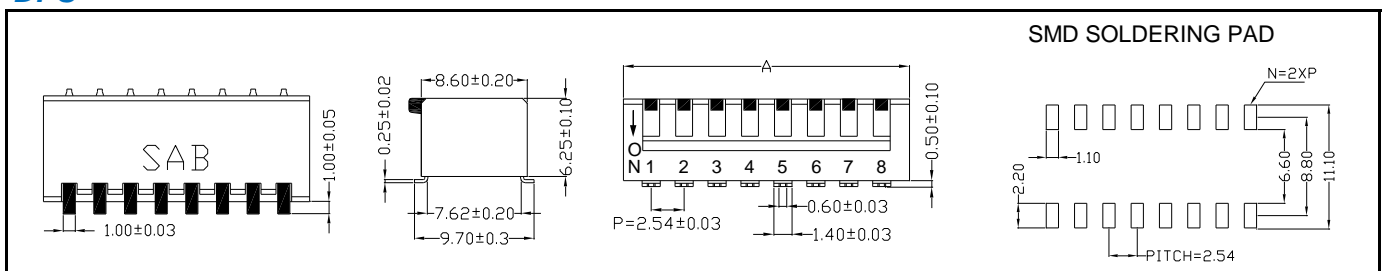 SMD SOLDERING PAD
SAB
1.00±0.05
1.00±0.03
0.25±0.02
8.60±0.20
6.25±0.10
7.62±0.20
9.70±0.3
A
ON
1 2 3 4 5 6 7 8
0.50±0.10
P=2.54±0.03
0.60±0.03
1.40±0.03
N=2XP
1.10
2.20
6.60
8.80
11.10
PITCH=2.54